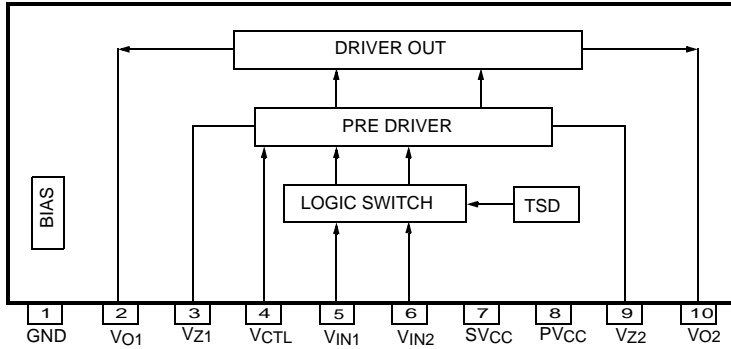 DRIVER OUT
PRE DRIVER
LOGIC SWITCH
TSD
BIAS
1 2 3 4 5 6 7 8 9 10
GND VO1 VZ1 VCTL VIN1 VIN2 SVCC PVCC VZ2 VO2